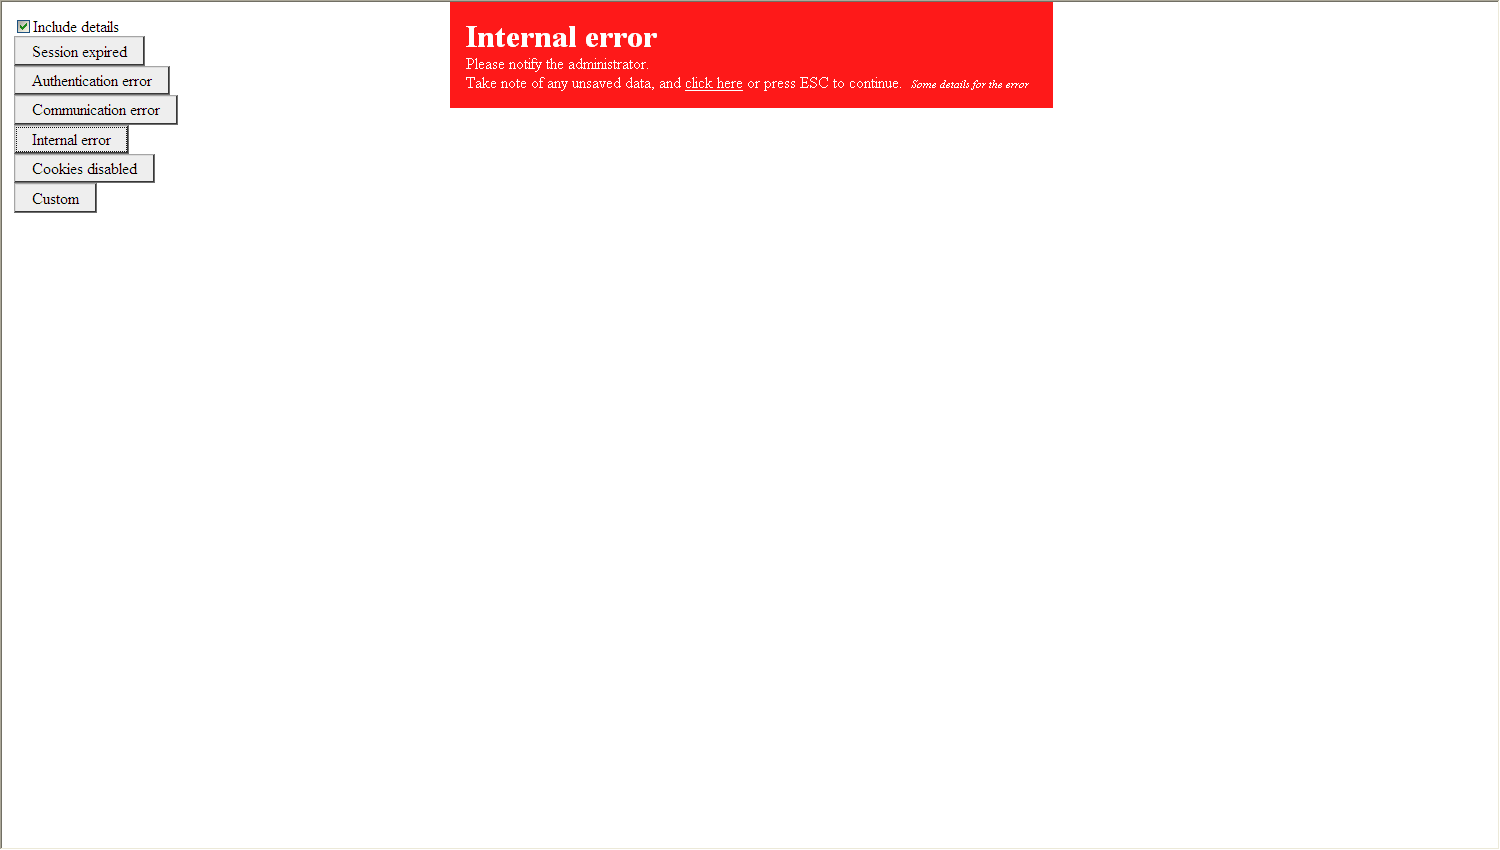 Include details
Session expired
Authentication error
Communication error
Internal error
Cookies disabled
Custom
Internal error
Please notify the administrator.
Take note of any unsaved data, and click here or press ESC to continue. Some details for the error